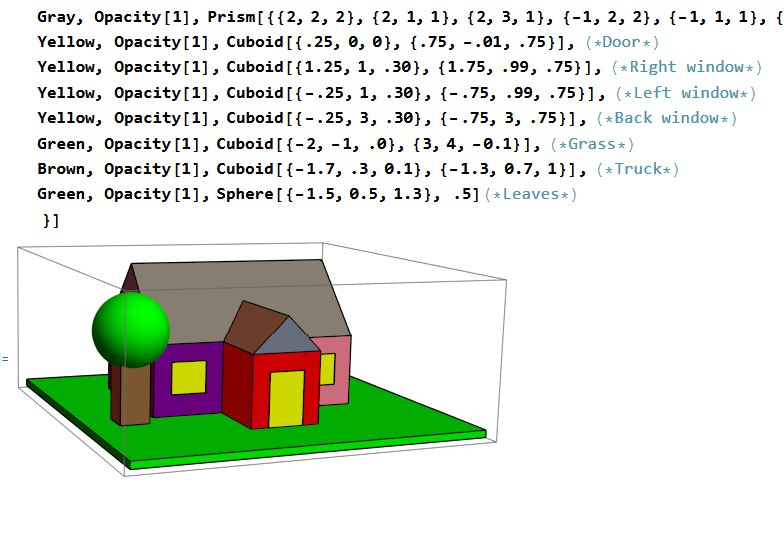 Gray, Opacity[1], Prism[{{2, 2, 2}, {2, 1, 1}, {2, 3, 1}, {-1, 2, 2}, {-1, 1, 1}, {
Yellow, Opacity[1], Cuboid[{.25, 0, 0}, {.75, -.01, .75}], (*Door*)
Yellow, Opacity[1], Cuboid[{1.25, 1, .30}, {1.75, .99, .75}], (*Right window*)
Yellow, Opacity[1], Cuboid[{-.25, 1, .30}, {-.75, .99, .75}], (*Left window*)
Yellow, Opacity[1], Cuboid[{-.25, 3, .30}, {-.75, 3, .75}], (*Back window*)
Green, Opacity[1], Cuboid[{-2, -1, .0}, {3, 4, -0.1}], (*Grass*)
Brown, Opacity[1], Cuboid[{-1.7, .3, 0.1}, {-1.3, 0.7, 1}], (*Truck*)
Green, Opacity[1], Sphere[{-1.5, 0.5, 1.3}, .5](*Leaves*)
}]
=